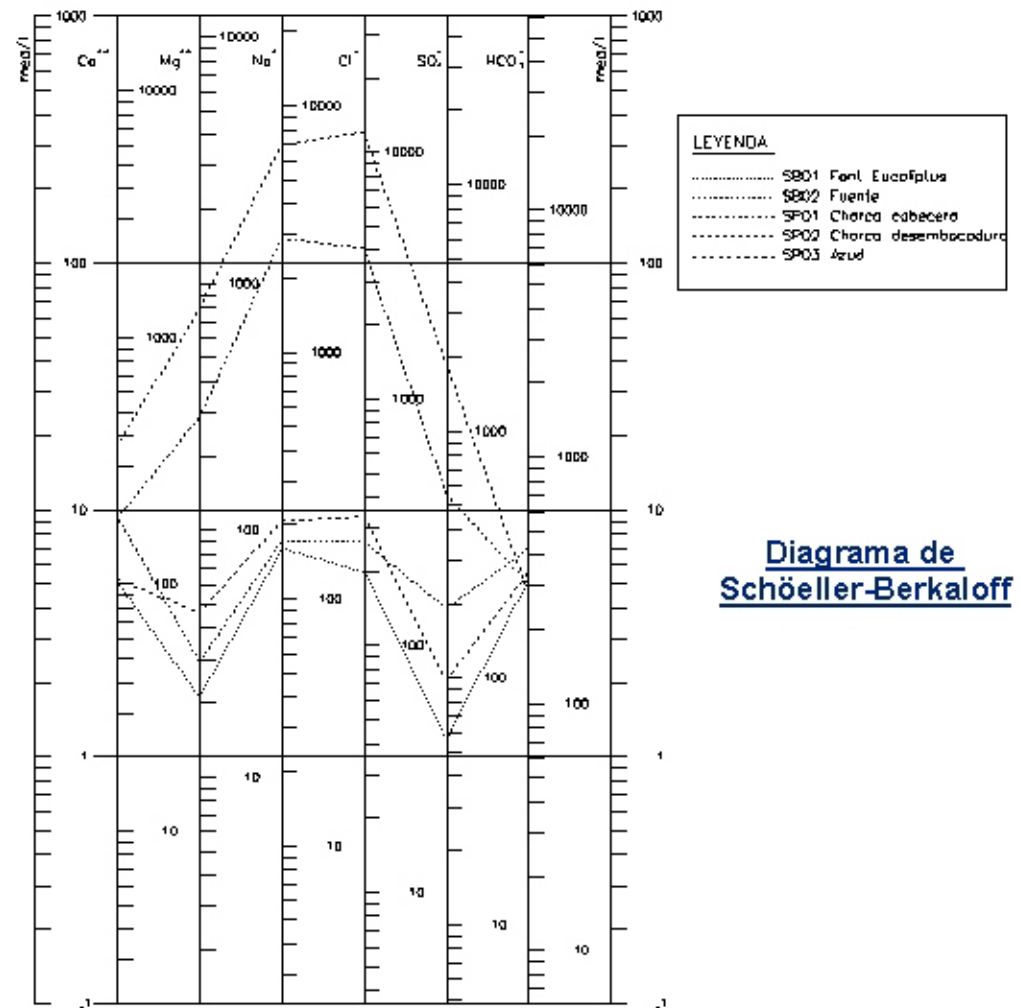 1000
1000
meq/l
Ca++
Mg++
Na+
Cl-
SO4=
HCO3-
meq/l
10000
10000
10000
10000
10000
10000
LEYENDA
SB01 Font Eucaliptus
SB02 Fuente
SP01 Charca cabecera
SP02 Charca desembocadura
SP03 Azud
100
100
1000
1000
1000
1000
1000
1000
10
10
100
100
100
100
100
100
Diagrama de
Schöeller-Berkaloff
1
1
10
10
10
10
10
10
.1
.1